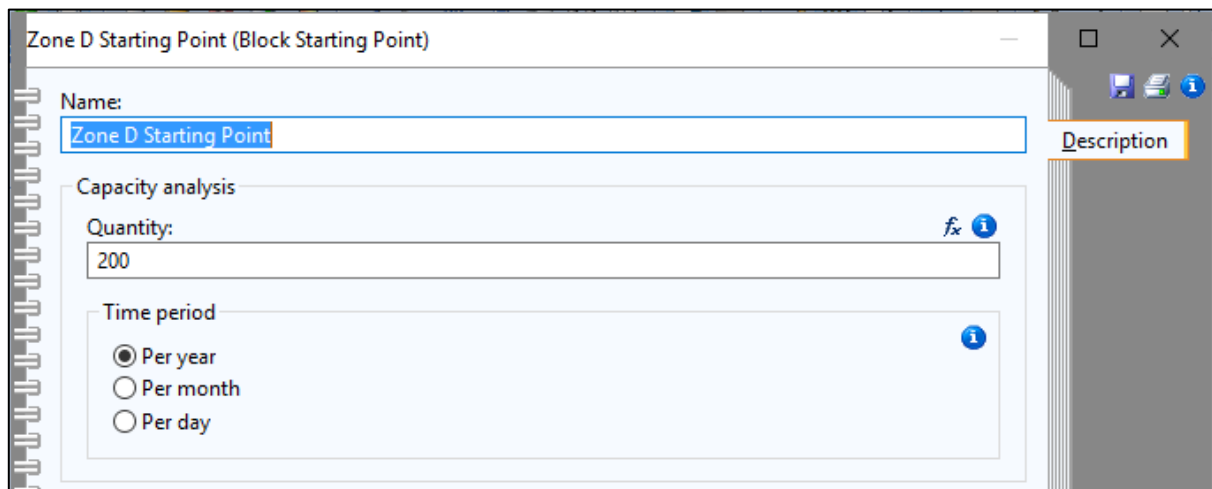 Zone D Starting Point (Block Starting Point)
Name:
Zone D Starting Point
Description
Capacity analysis
Quantity:
fx
200
Time period
Per year
Per month
Per day